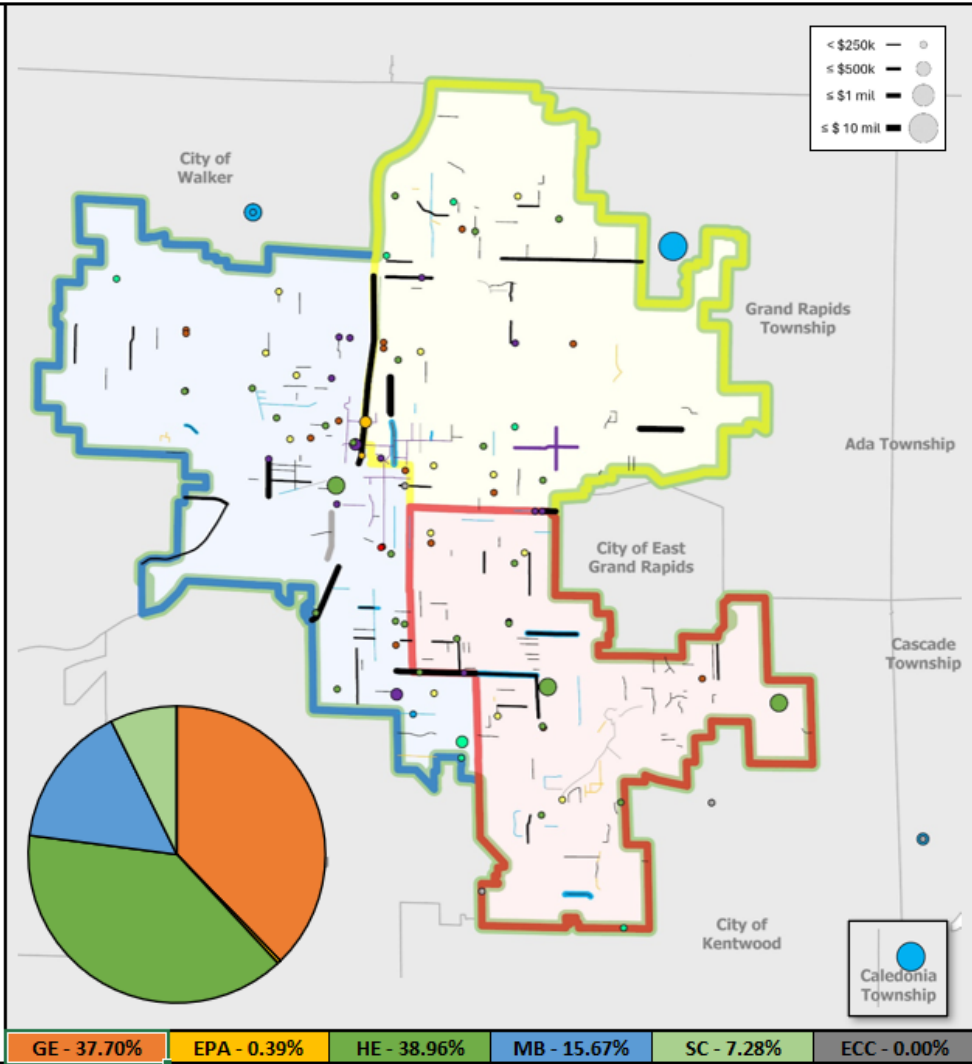 < $250k
≤ $500k
≤ $1 mil
≤ $ 10 mil
City of
Walker
Grand Rapids
Township
Ada Township
City of East
Grand Rapids
Cascade
Township
City of
Kentwood
Caledonia
Township
GE - 37.70% EPA - 0.39% HE - 38.96% MB - 15.67% SC - 7.28% ECC - 0.00%